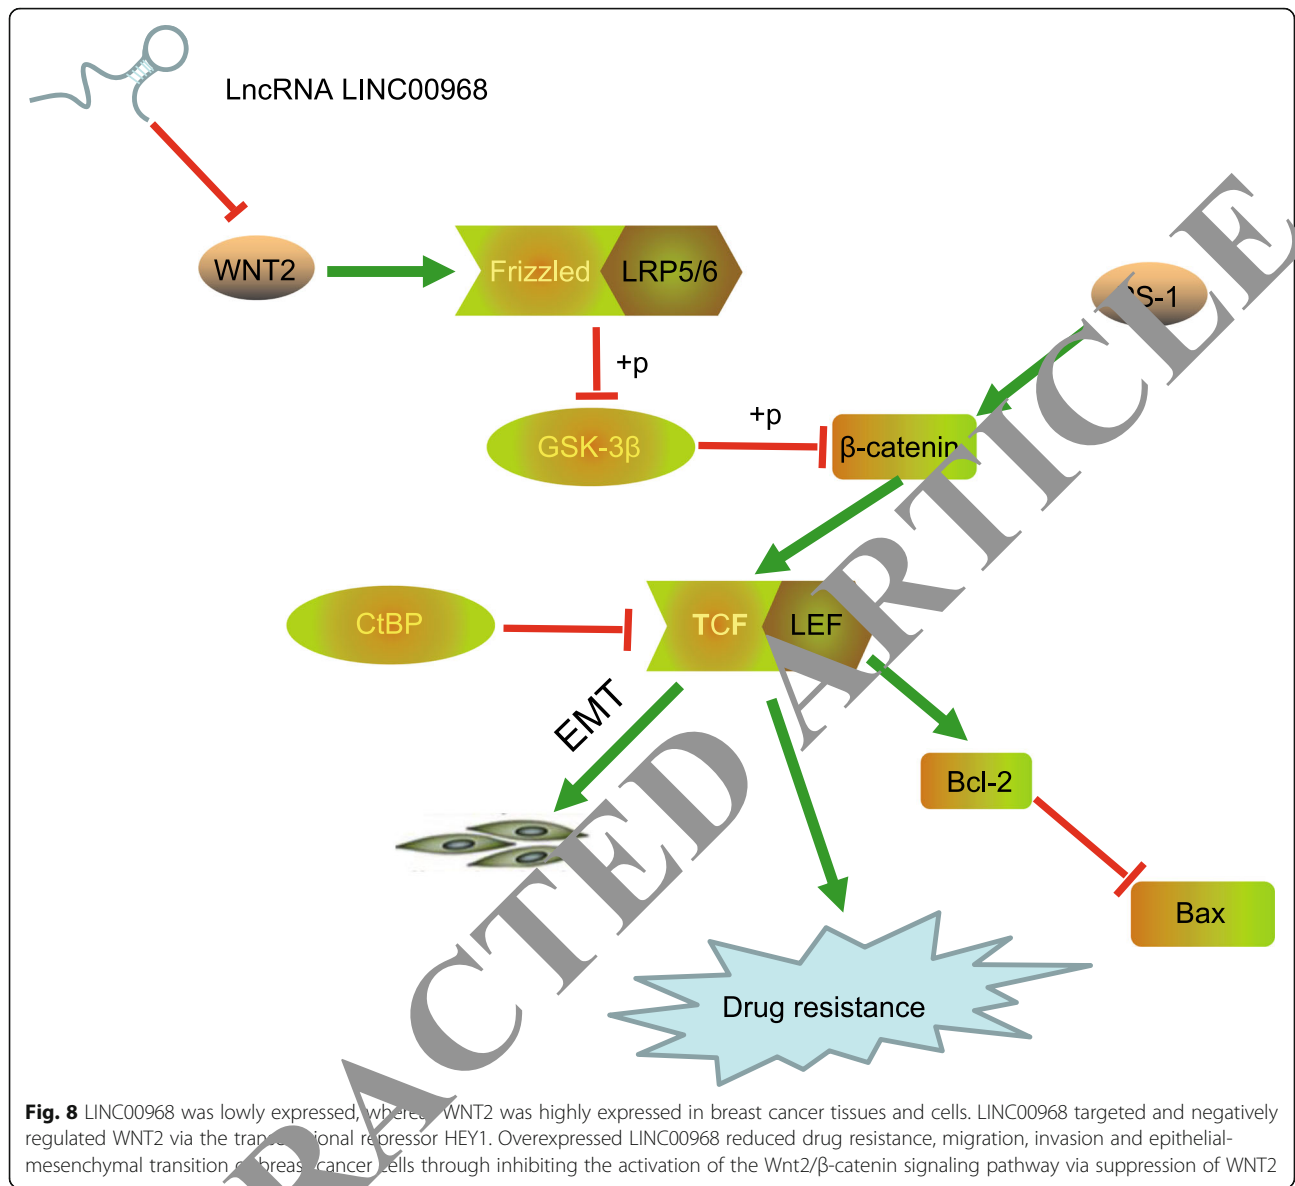 LncRNA LINC00968
WNT2
Frizzled
LRP5/6
S-1
+p
+p
GSK-3β
β-catenin
CtBP
TCF
LEF
EMT
Bcl-2
Bax
Drug resistance
RACTED ARTICLE
Fig. 8 LINC00968 was lowly expressed, WNT2 was highly expressed in breast cancer tissues and cells. LINC00968 targeted and negatively
regulated WNT2 via the repressor HEY1. Overexpressed LINC00968 reduced drug resistance, migration, invasion and epithelial-
mesenchymal transition breast cancer cells through inhibiting the activation of the Wnt2/β-catenin signaling pathway via suppression of WNT2